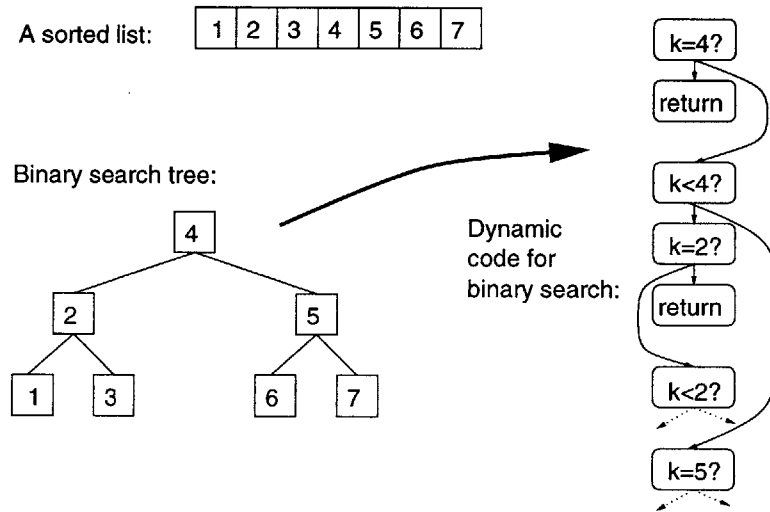 A sorted list:
1 2 3 4 5 6 7
Binary search tree:
4
2 5
1 3 6 7
Dynamic
code for
binary search:
k=4?
return
k<4?
k=2?
return
k<2?
k=5?